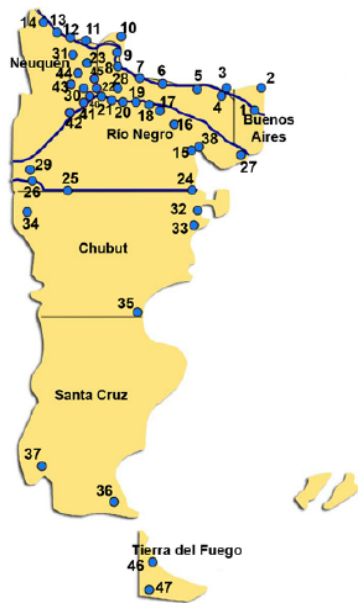 14 13 12 11 10
31 9
Neuquén 23 8 7
44 45 28 6 5 3 2
43 22 4 1
30 40 21 20 19 18 17 Buenos
42 41 16 Aires
Río Negro 38
15 27
29
26 25 24
34 32
33
Chubut
35
Santa Cruz
37
36
Tierra del Fuego
46
47